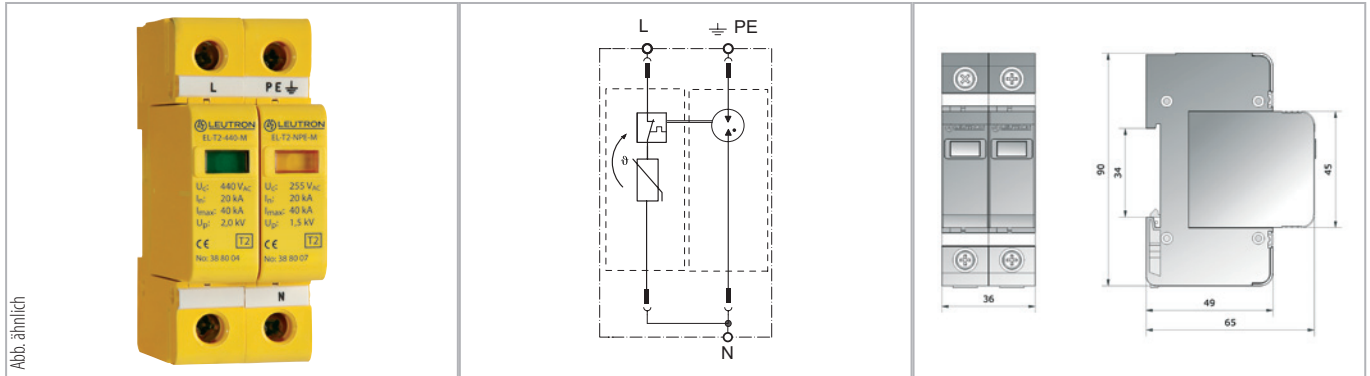 Abb. ähnlich
L PE
LEUTRON LEUTRON
EL-T2-440-M EL-T2-NPE-M
Uc: 440 VAC Uc: 255 VAC
In: 20 kA In: 20 kA
Imax: 40 kA Imax: 40 kA
Up: 2,0 kV Up: 1,5 kV
CE T2 CE T2
No: 38 80 04 No: 38 80 07
N
L PE
ϑ
N
90
34
45
36
49
65